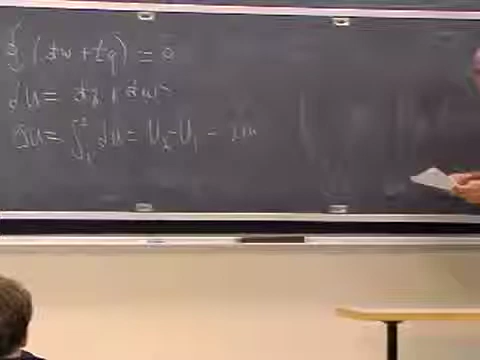 ∮ (đw + đq) = 0
dU = đq + đw
ΔU = ∫₁² dU = U₂ - U₁ -